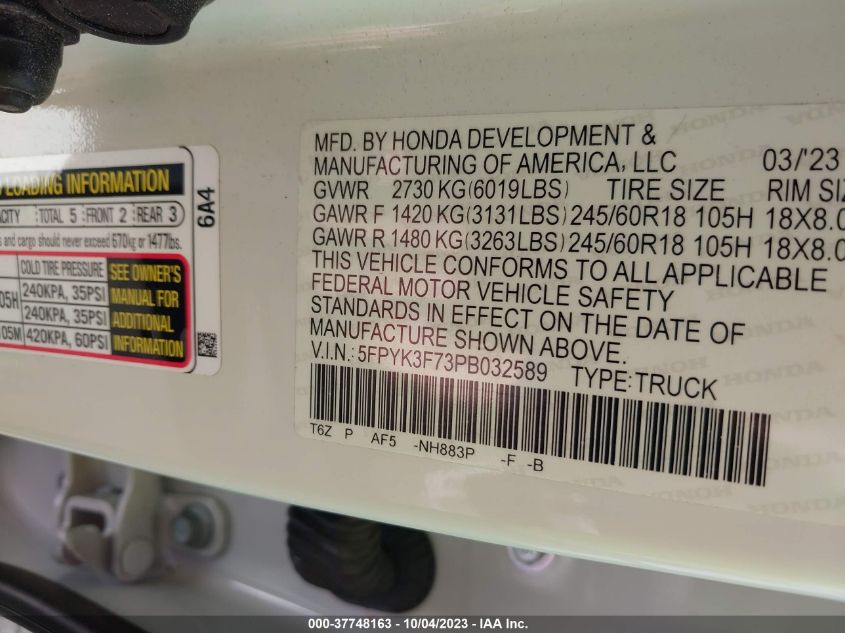 LOADING INFORMATION
TOTAL 5 FRONT 2 REAR 3
and cargo should never exceed 670kg or 1477lbs.
COLD TIRE PRESSURE
240KPA, 35PSI
240KPA, 35PSI
420KPA, 60PSI
SEE OWNER'S
MANUAL FOR
ADDITIONAL
INFORMATION
6A4
MFD. BY HONDA DEVELOPMENT &
MANUFACTURING OF AMERICA, LLC 03/'23
GVWR 2730 KG(6019LBS) TIRE SIZE RIM
GAWR F 1420 KG(3131LBS) 245/60R18 105H 18X8.0
GAWR R 1480 KG(3263LBS) 245/60R18 105H 18X8.0
THIS VEHICLE CONFORMS TO ALL APPLICABLE
FEDERAL MOTOR VEHICLE SAFETY
STANDARDS IN EFFECT ON THE DATE OF
MANUFACTURE SHOWN ABOVE.
V.I.N.: 5FPYK3F73PB032589 TYPE:TRUCK
T6Z P AF5 -NH883P -F -B
000-37748163 - 10/04/2023 - IAA Inc.